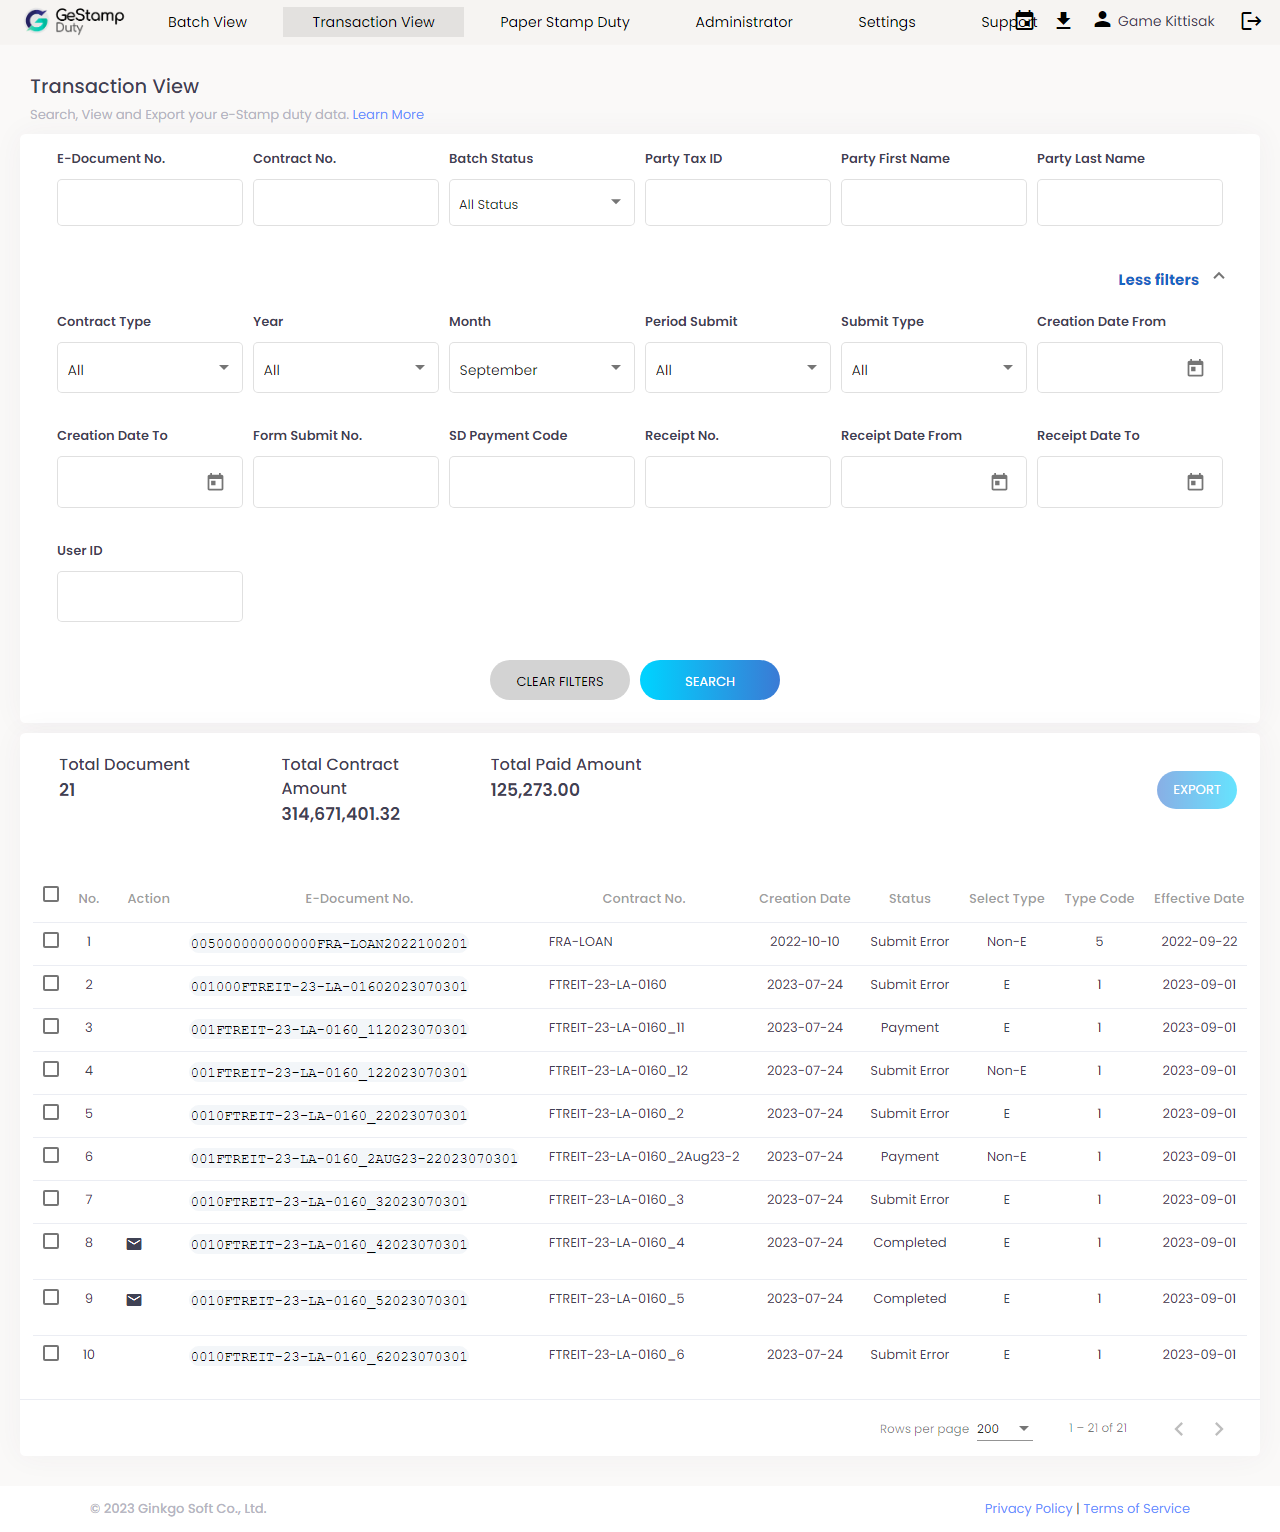 GeStamp Duty Batch View Transaction View Paper Stamp Duty Administrator Settings Support Game Kittisak
Transaction View
Search, View and Export your e-Stamp duty data. Learn More
E-Document No. Contract No. Batch Status Party Tax ID Party First Name Party Last Name
All Status
Less filters
Contract Type Year Month Period Submit Submit Type Creation Date From
All All September All All
Creation Date To Form Submit No. SD Payment Code Receipt No. Receipt Date From Receipt Date To
User ID
CLEAR FILTERS SEARCH
Total Document Total Contract Amount Total Paid Amount
21 314,671,401.32 125,273.00
EXPORT
No. Action E-Document No. Contract No. Creation Date Status Select Type Type Code Effective Date
1 005000000000000FRA-LOAN2022100201 FRA-LOAN 2022-10-10 Submit Error Non-E 5 2022-09-22
2 001000FTREIT-23-LA-01602023070301 FTREIT-23-LA-0160 2023-07-24 Submit Error E 1 2023-09-01
3 001FTREIT-23-LA-0160_112023070301 FTREIT-23-LA-0160_11 2023-07-24 Payment E 1 2023-09-01
4 001FTREIT-23-LA-0160_122023070301 FTREIT-23-LA-0160_12 2023-07-24 Submit Error Non-E 1 2023-09-01
5 0010FTREIT-23-LA-0160_22023070301 FTREIT-23-LA-0160_2 2023-07-24 Submit Error E 1 2023-09-01
6 001FTREIT-23-LA-0160_2AUG23-22023070301 FTREIT-23-LA-0160_2Aug23-2 2023-07-24 Payment Non-E 1 2023-09-01
7 0010FTREIT-23-LA-0160_32023070301 FTREIT-23-LA-0160_3 2023-07-24 Submit Error E 1 2023-09-01
8 0010FTREIT-23-LA-0160_42023070301 FTREIT-23-LA-0160_4 2023-07-24 Completed E 1 2023-09-01
9 0010FTREIT-23-LA-0160_52023070301 FTREIT-23-LA-0160_5 2023-07-24 Completed E 1 2023-09-01
10 0010FTREIT-23-LA-0160_62023070301 FTREIT-23-LA-0160_6 2023-07-24 Submit Error E 1 2023-09-01
Rows per page 200 1 – 21 of 21
© 2023 Ginkgo Soft Co., Ltd. Privacy Policy | Terms of Service